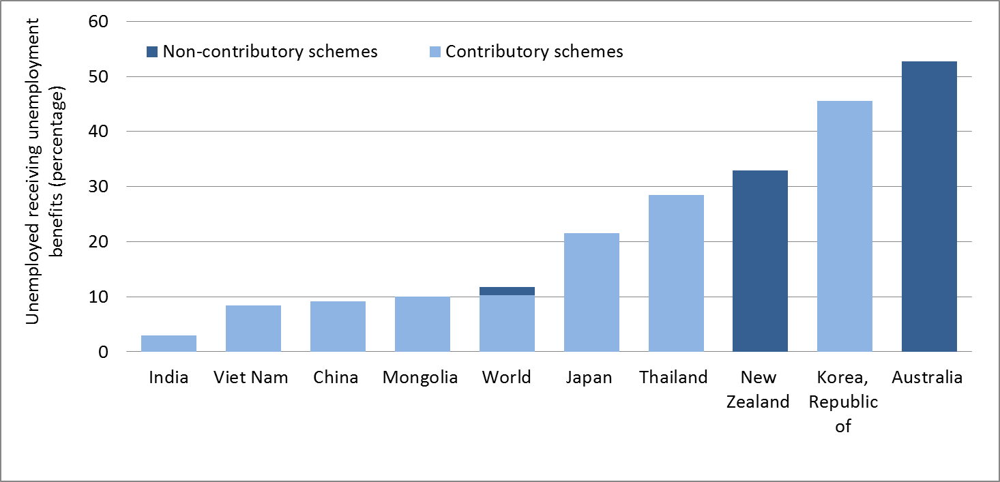 Unemployed receiving unemployment
benefits (percentage)
60
50
40
30
20
10
0
Non-contributory schemes
Contributory schemes
India
Viet Nam
China
Mongolia
World
Japan
Thailand
New
Zealand
Korea,
Republic
of
Australia